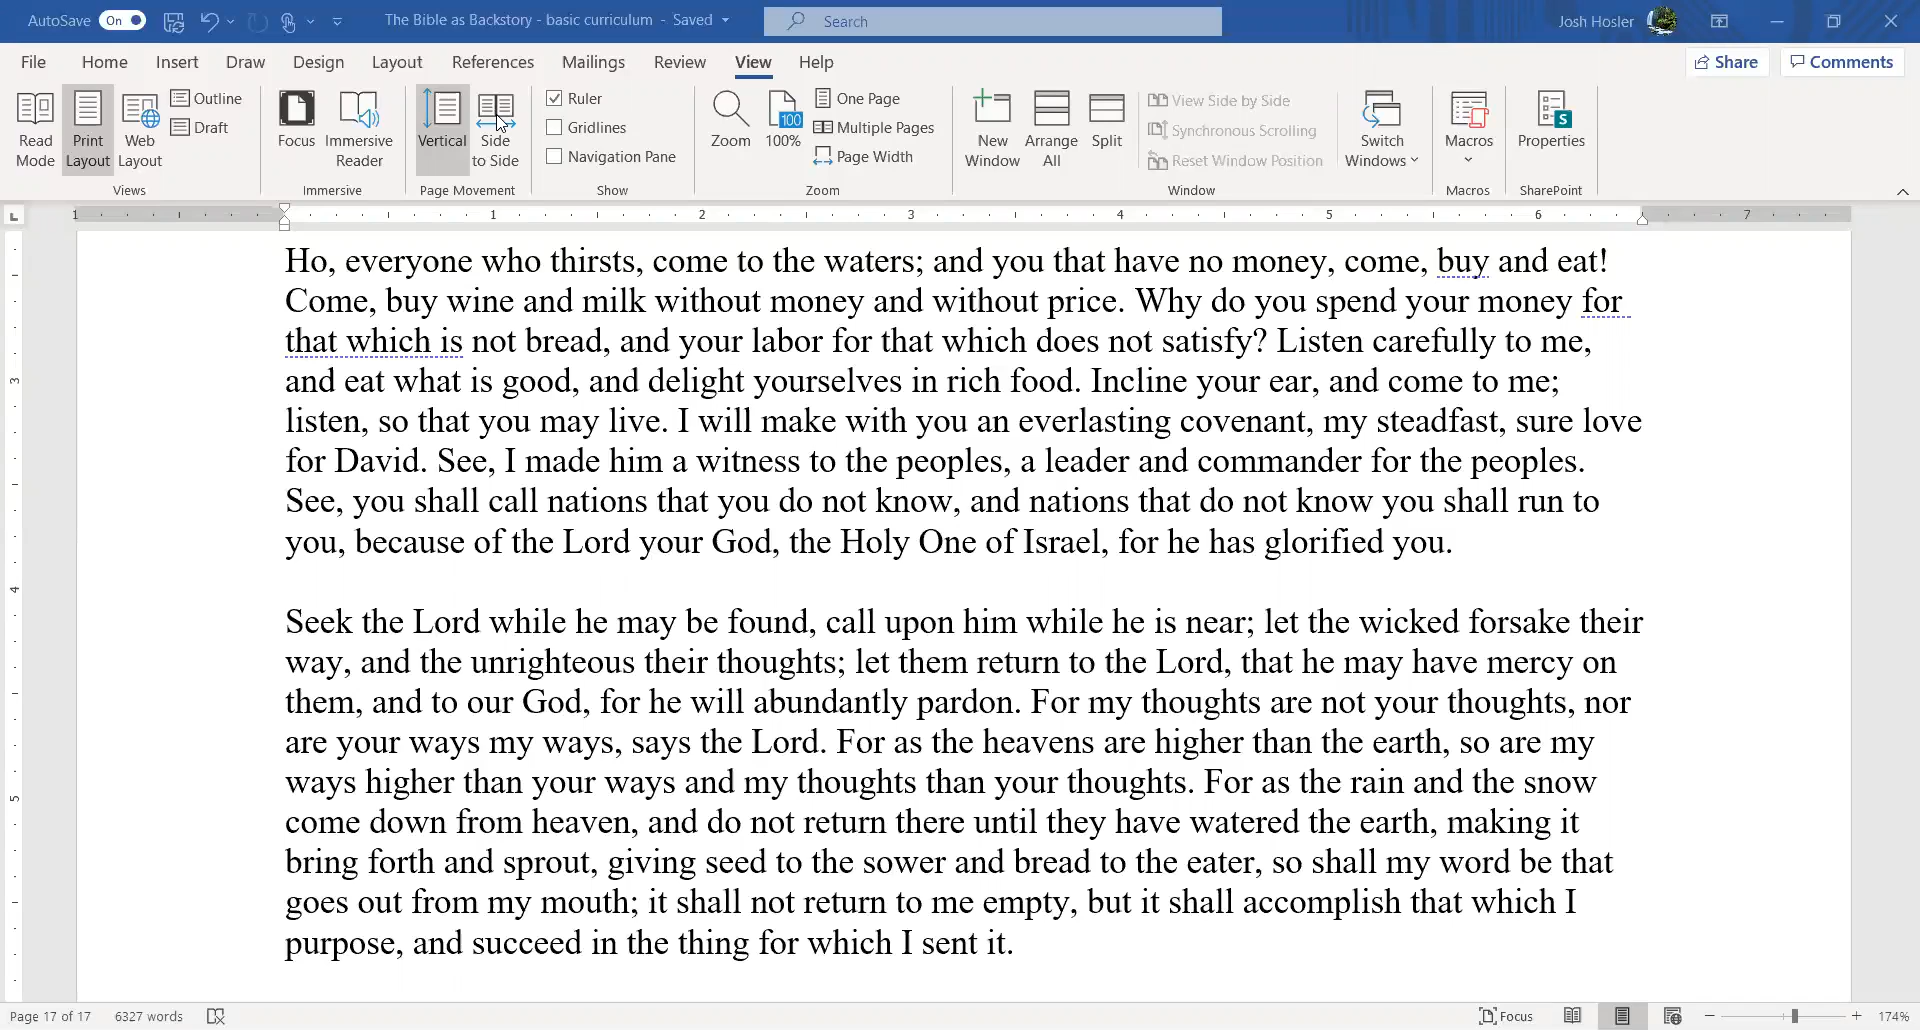 AutoSave On The Bible as Backstory - basic curriculum - Saved Search Josh Hosler
File Home Insert Draw Design Layout References Mailings Review View Help Share Comments
Read Mode Print Layout Web Layout Outline Draft
Focus Immersive Reader
Vertical Side to Side
Ruler Gridlines Navigation Pane
Zoom 100 100% One Page Multiple Pages Page Width
New Window Arrange All Split View Side by Side Synchronous Scrolling Reset Window Position Switch Windows
Macros
S Properties
Views Immersive Page Movement Show Zoom Window Macros SharePoint
L 1 1 2 3 4 5 6 7
Ho, everyone who thirsts, come to the waters; and you that have no money, come, buy and eat!
Come, buy wine and milk without money and without price. Why do you spend your money for
that which is not bread, and your labor for that which does not satisfy? Listen carefully to me,
3
and eat what is good, and delight yourselves in rich food. Incline your ear, and come to me;
listen, so that you may live. I will make with you an everlasting covenant, my steadfast, sure love
for David. See, I made him a witness to the peoples, a leader and commander for the peoples.
See, you shall call nations that you do not know, and nations that do not know you shall run to
you, because of the Lord your God, the Holy One of Israel, for he has glorified you.
4
Seek the Lord while he may be found, call upon him while he is near; let the wicked forsake their
way, and the unrighteous their thoughts; let them return to the Lord, that he may have mercy on
them, and to our God, for he will abundantly pardon. For my thoughts are not your thoughts, nor
are your ways my ways, says the Lord. For as the heavens are higher than the earth, so are my
ways higher than your ways and my thoughts than your thoughts. For as the rain and the snow
5
come down from heaven, and do not return there until they have watered the earth, making it
bring forth and sprout, giving seed to the sower and bread to the eater, so shall my word be that
goes out from my mouth; it shall not return to me empty, but it shall accomplish that which I
purpose, and succeed in the thing for which I sent it.
Page 17 of 17 6327 words Focus 174%